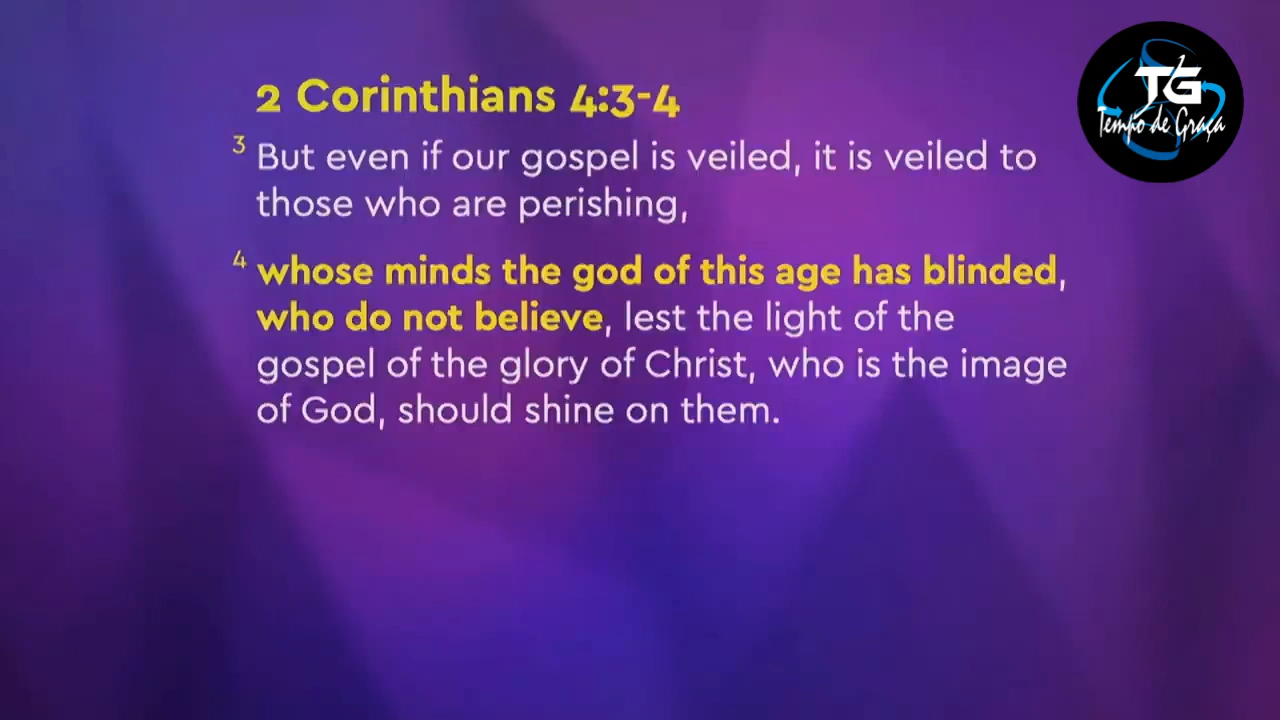 2 Corinthians 4:3-4
3 But even if our gospel is veiled, it is veiled to
those who are perishing,
4 whose minds the god of this age has blinded,
who do not believe, lest the light of the
gospel of the glory of Christ, who is the image
of God, should shine on them.
TG
Tempo de Graça